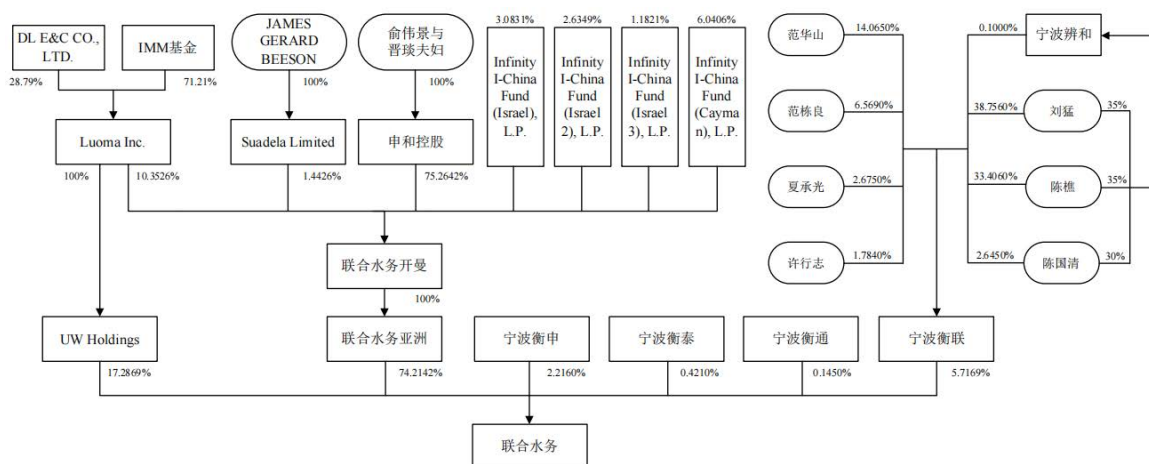 DL E&C CO.,
LTD.
IMM基金
JAMES
GERARD
BEESON
俞伟景与
晋琰夫妇
3.0831%
2.6349%
1.1821%
6.0406%
Infinity
I-China
Fund
(Israel),
L.P.
Infinity
I-China
Fund
(Israel
2), L.P.
Infinity
I-China
Fund
(Israel
3), L.P.
Infinity
I-China
Fund
(Cayma
n), L.P.
28.79%
71.21%
100%
100%
Luoma Inc.
Suadela Limited
申和控股
100%
10.3526%
1.4426%
75.2642%
联合水务开曼
100%
范华山
14.0650%
0.1000%
宁波辨和
范栋良
6.5690%
38.7560%
刘猛
35%
夏承光
2.6750%
33.4060%
陈樵
35%
许行志
1.7840%
2.6450%
陈国清
30%
UW Holdings
联合水务亚洲
宁波衡申
宁波衡泰
宁波衡通
宁波衡联
17.2869%
74.2142%
2.2160%
0.4210%
0.1450%
5.7169%
联合水务